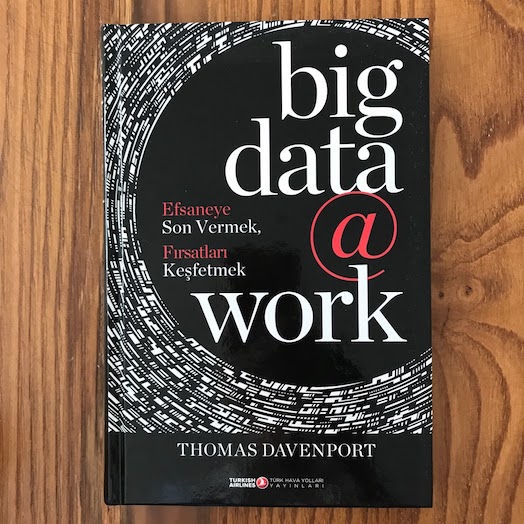 big
data
@
work
Efsaneye
Son Vermek,
Fırsatları
Keşfetmek
THOMAS DAVENPORT
TURKISH AIRLINES
TÜRK HAVA YOLLARI
YAYINLARI